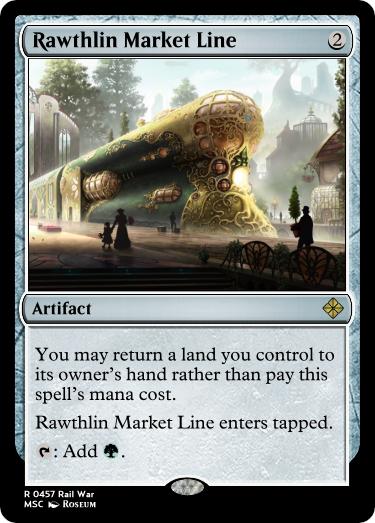 Rawthlin Market Line 2
Artifact
You may return a land you control to
its owner's hand rather than pay this
spell's mana cost.
Rawthlin Market Line enters tapped.
: Add .
R 0457 Rail War
MSC Roseum